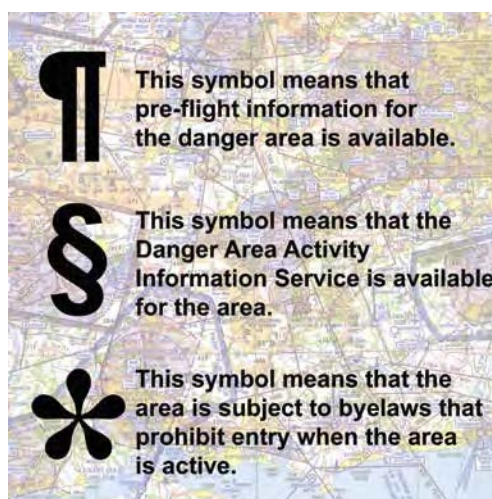 ¶ This symbol means that
pre-flight information for
the danger area is available.
§ This symbol means that the
Danger Area Activity
Information Service is available
for the area.
* This symbol means that the
area is subject to byelaws that
prohibit entry when the area
is active.